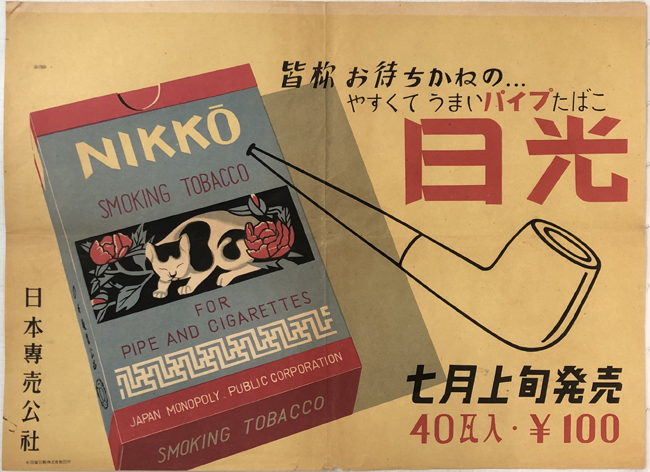 皆様 お待ちかねの...
やすくて うまい パイプたばこ
日光
NIKKŌ
SMOKING TOBACCO
FOR
PIPE AND CIGARETTES
JAPAN MONOPOLY . PUBLIC CORPORATION
SMOKING TOBACCO
日本專売公社
七月上旬発売
40瓦入・¥100